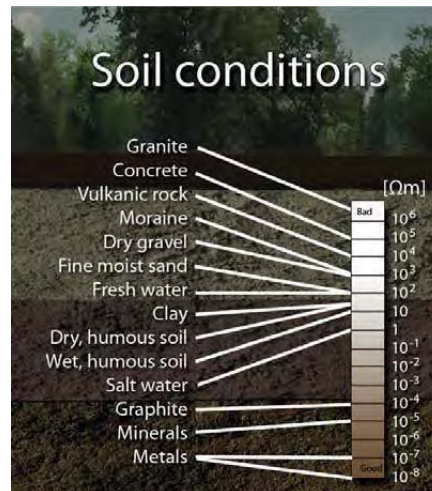 Soil conditions
Granite
Concrete
Vulkanic rock
Moraine
Dry gravel
Fine moist sand
Fresh water
Clay
Dry, humous soil
Wet, humous soil
Salt water
Graphite
Minerals
Metals
[Ωm]
Bad
10⁶
10⁵
10⁴
10³
10²
10
1
10⁻¹
10⁻²
10⁻³
10⁻⁴
10⁻⁵
10⁻⁶
10⁻⁷
Good
10⁻⁸